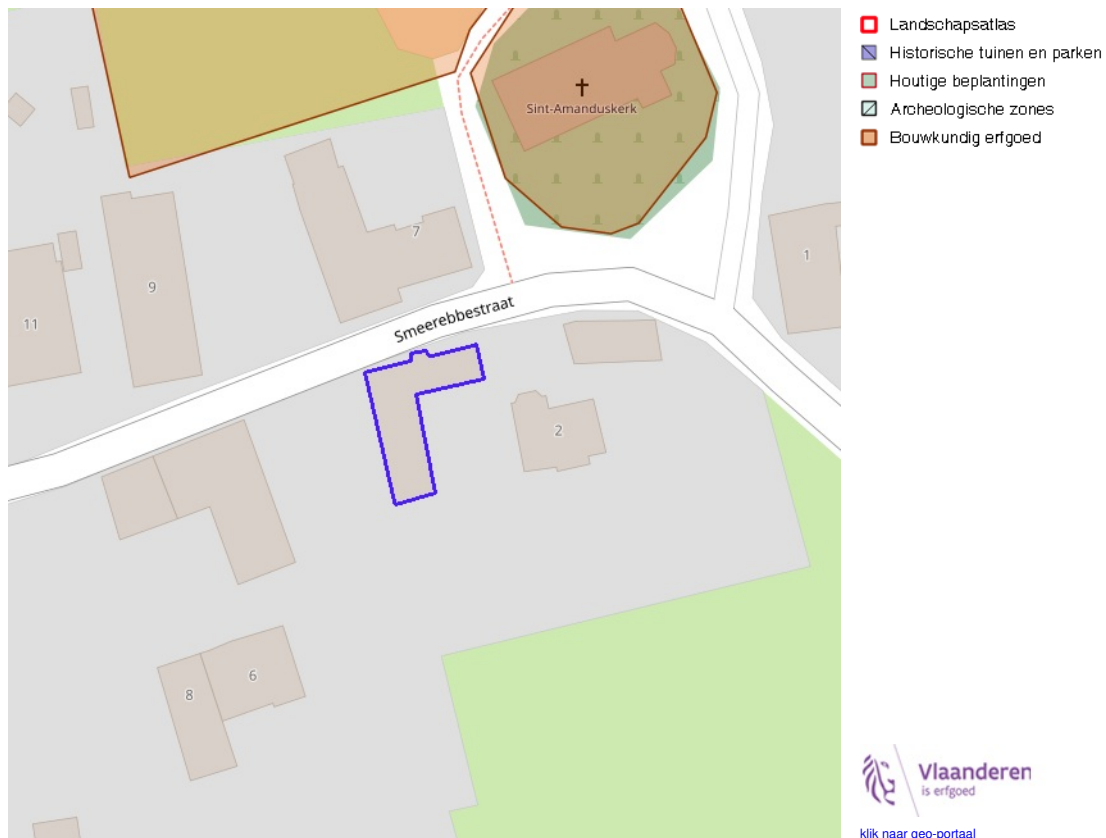 Landschapsatlas
Historische tuinen en parken
Houtige beplantingen
Archeologische zones
Bouwkundig erfgoed
Sint-Amanduskerk
7
1
9
11
Smeerebbestraat
2
6
8
Vlaanderen
is erfgoed
klik naar geo-portaal